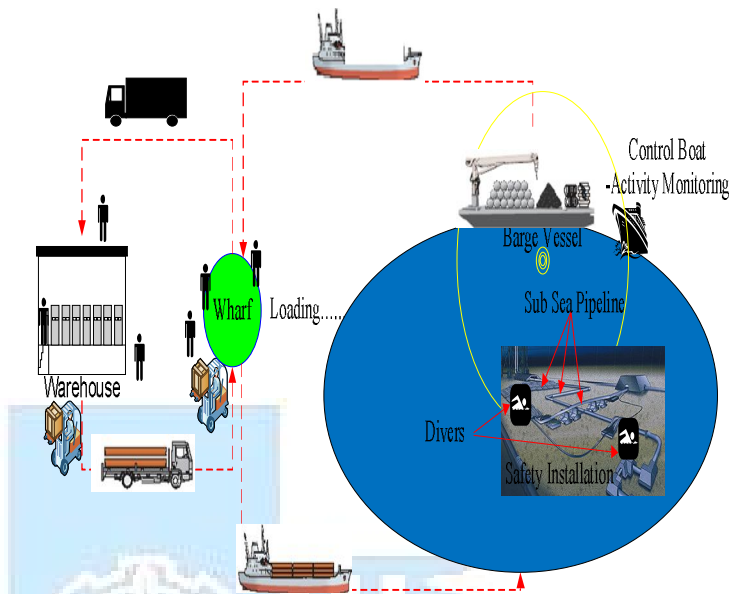 Control Boat
-Activity Monitoring
Barge Vessel
Wharf
Loading......
Sub Sea Pipeline
Warehouse
Divers
Safety Installation